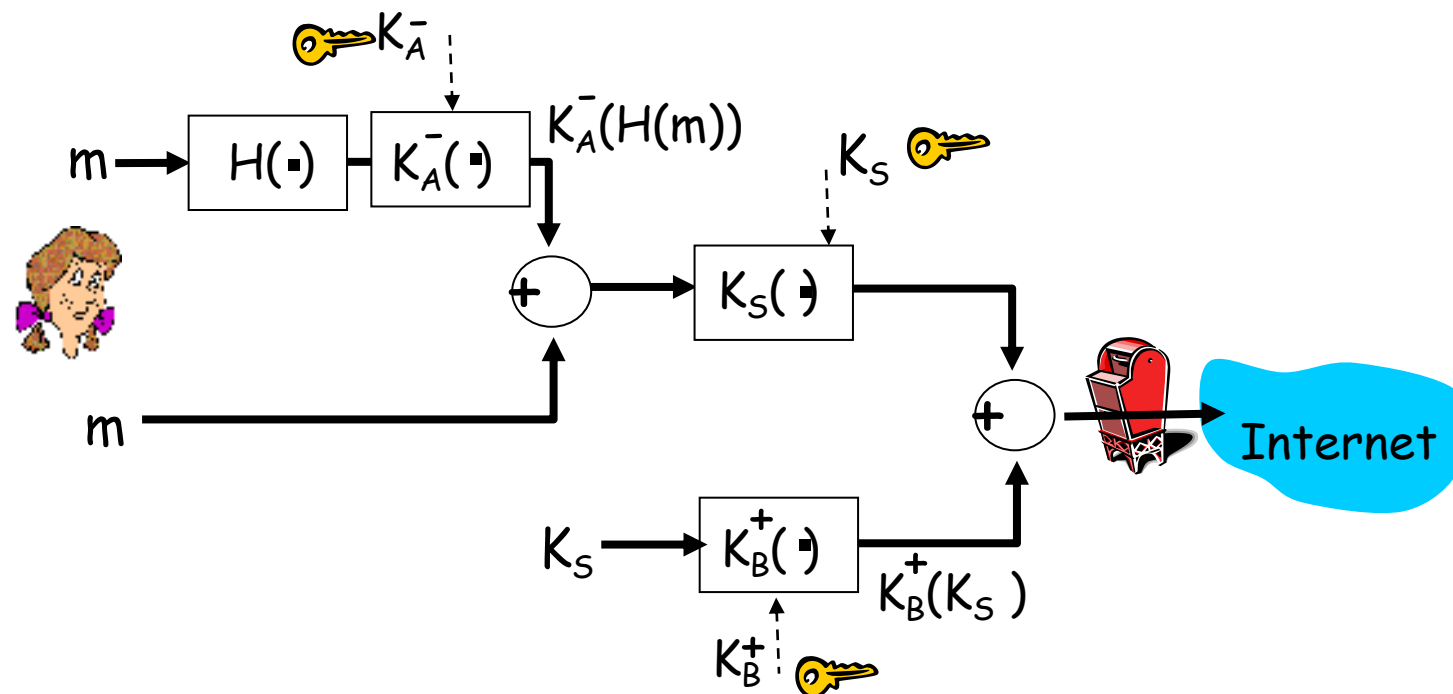 K_A^-
m
H(▪)
K_A^-(▪)
K_A^-(H(m))
K_S
+
K_S(▪)
m
+
Internet
K_S
K_B^+(▪)
K_B^+(K_S )
K_B^+